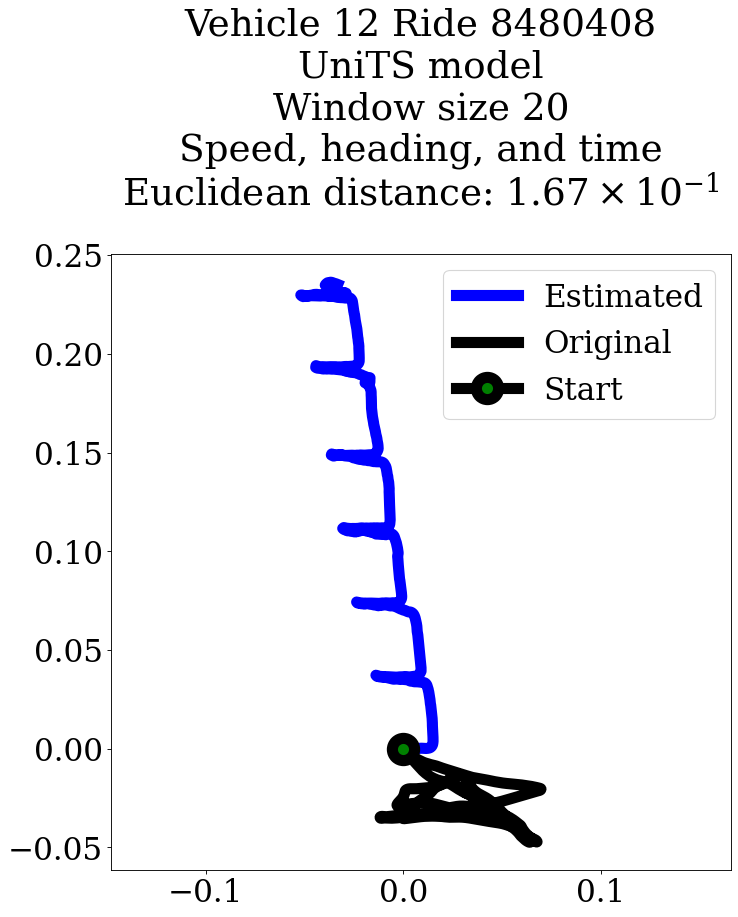 Vehicle 12 Ride 8480408
UniTS model
Window size 20
Speed, heading, and time
Euclidean distance: 1.67 × 10⁻¹
0.25
0.20
0.15
0.10
0.05
0.00
−0.05
−0.1
0.0
0.1
Estimated
Original
Start